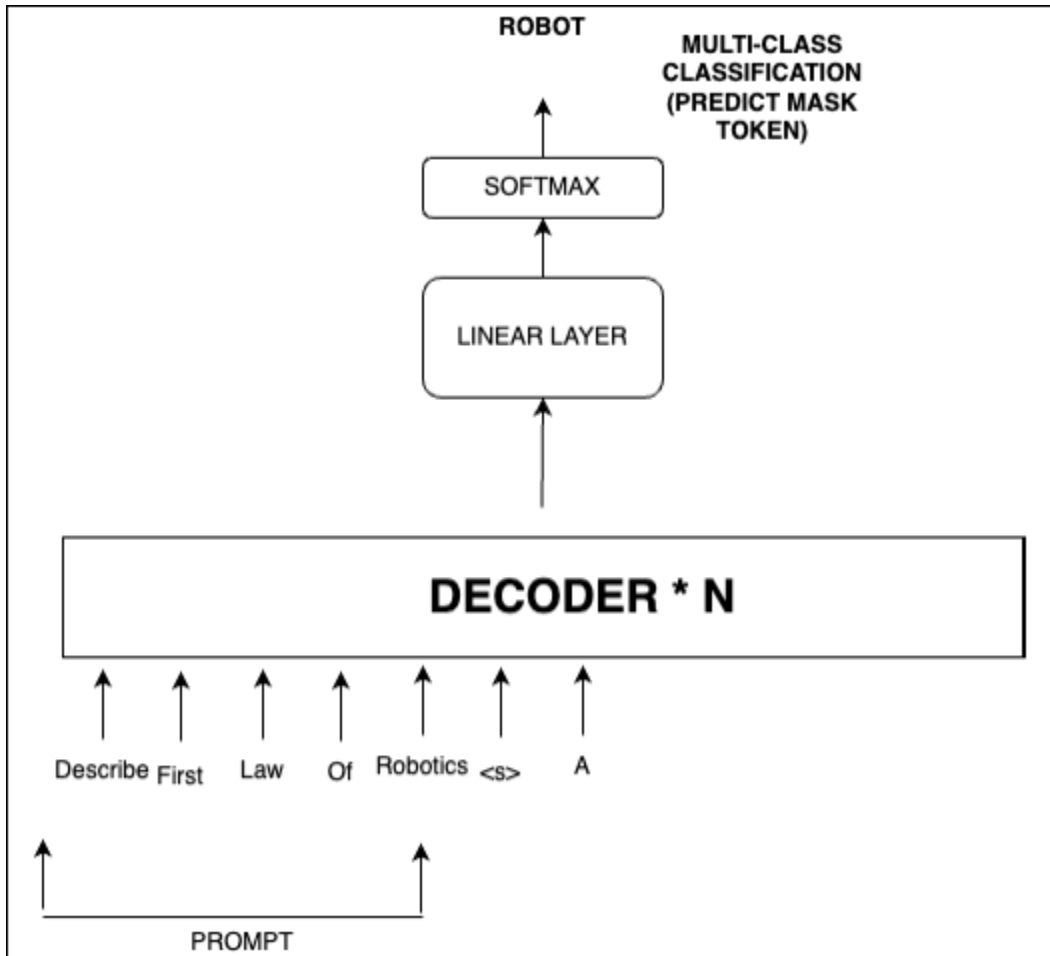 ROBOT
MULTI-CLASS
CLASSIFICATION
(PREDICT MASK
TOKEN)
SOFTMAX
LINEAR LAYER
DECODER * N
Describe First Law Of Robotics <s> A
PROMPT